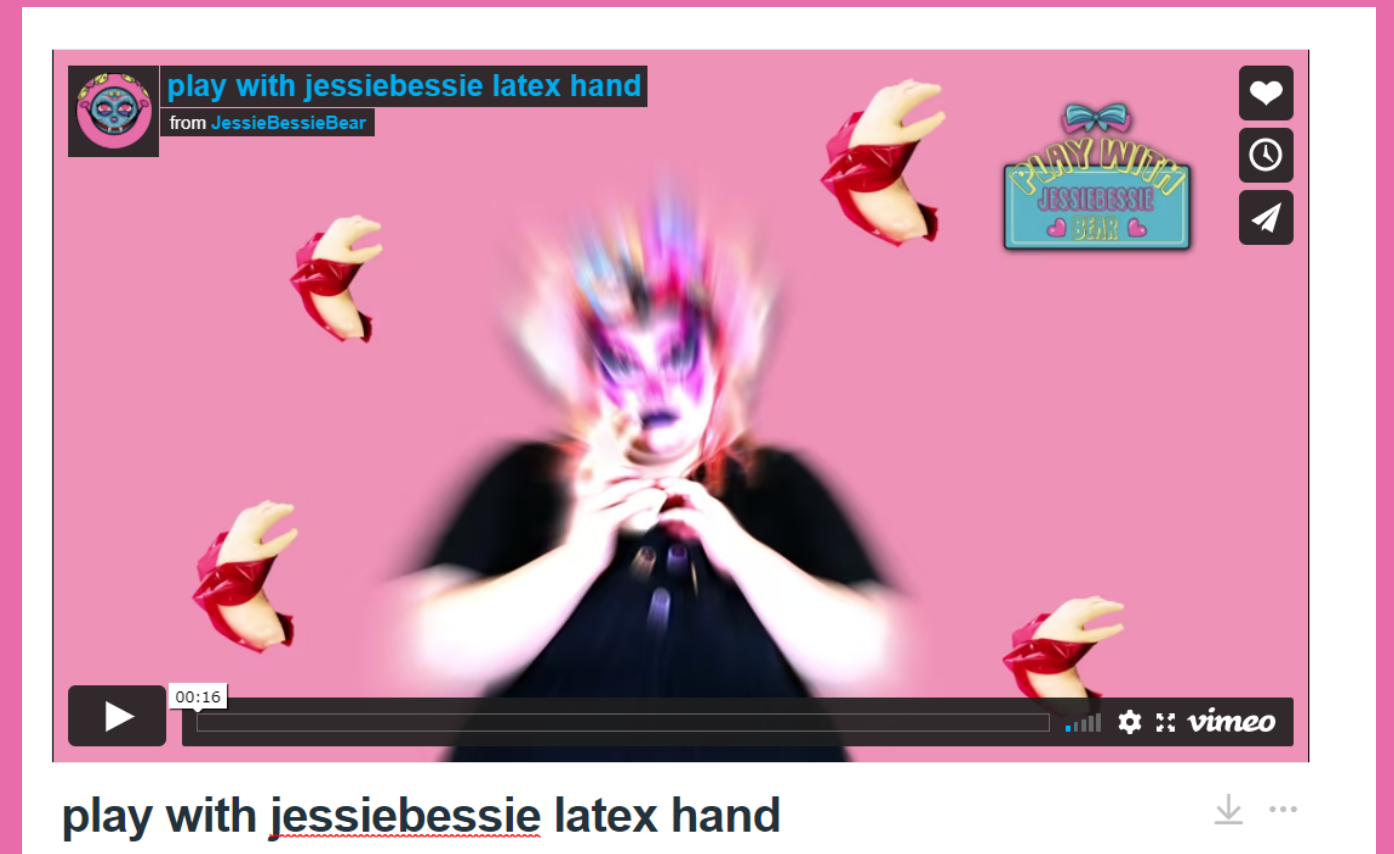 play with jessiebessie latex hand
from JessieBessieBear
PLAY WITH
JESSIEBESSIE
BEAR
00:16
vimeo
play with jessiebessie latex hand